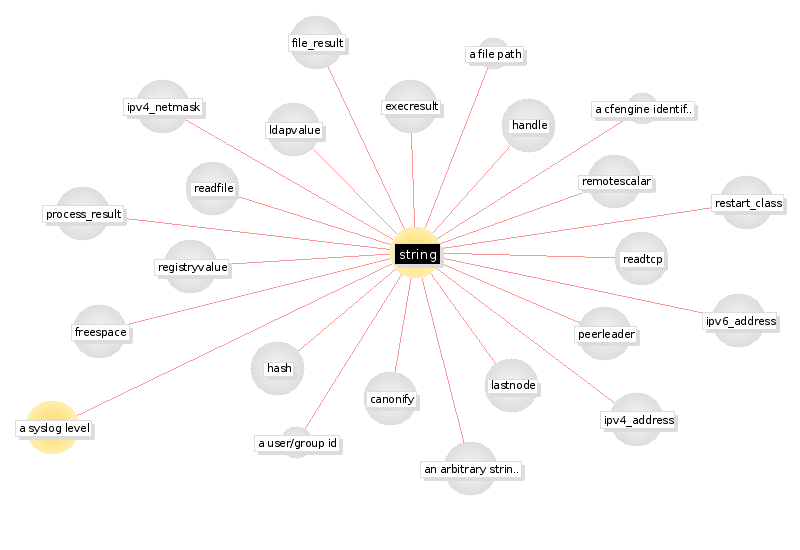 file_result
a file path
ipv4_netmask
execresult
a cfengine identif..
ldapvalue
handle
readfile
remotescalar
process_result
restart_class
string
registryvalue
readtcp
freespace
ipv6_address
peerleader
hash
lastnode
canonify
ipv4_address
a syslog level
a user/group id
an arbitrary strin..